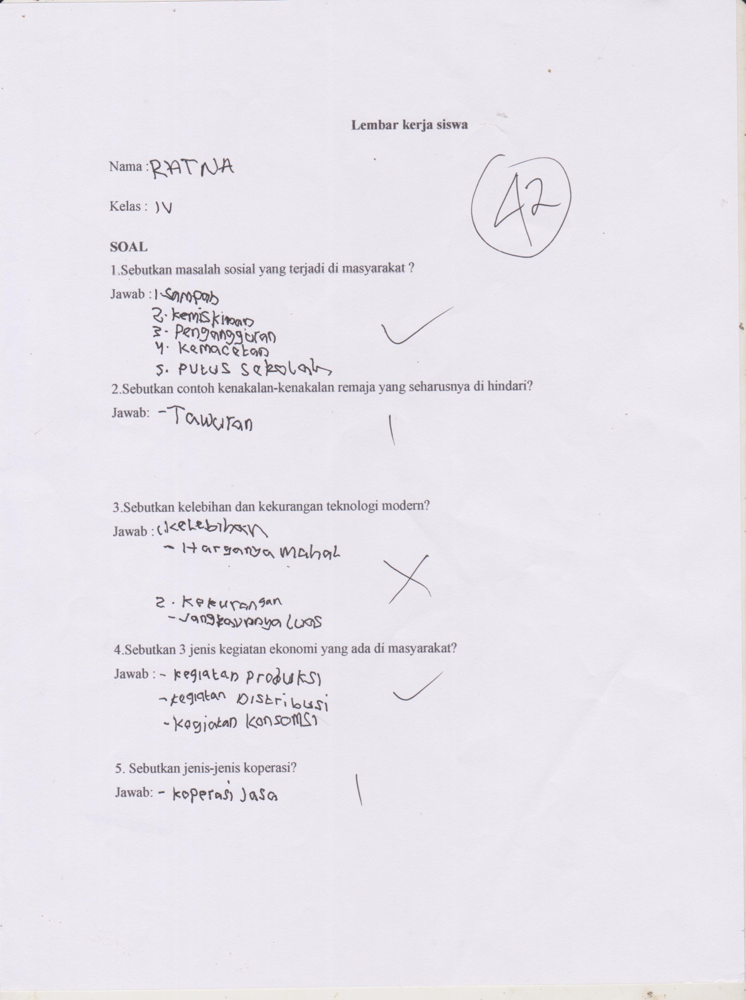 Lembar kerja siswa
Nama : RATNA
42
Kelas : IV
SOAL
1.Sebutkan masalah sosial yang terjadi di masyarakat ?
Jawab : 1. Sampah
2. kemiskinan
3. Pengangguran
4. Kemacetan
5. Putus sekolah
2.Sebutkan contoh kenakalan-kenakalan remaja yang seharusnya di hindari?
Jawab: - Tawuran
3.Sebutkan kelebihan dan kekurangan teknologi modern?
Jawab : 1. Kelebihan
- Harganya mahal
2. kekurangan
- Jangkauannya luas
4.Sebutkan 3 jenis kegiatan ekonomi yang ada di masyarakat?
Jawab : - kegiatan Produksi
- kegiatan Distribusi
- kegiatan Konsomsi
5. Sebutkan jenis-jenis koperasi?
Jawab: - koperasi Jasa